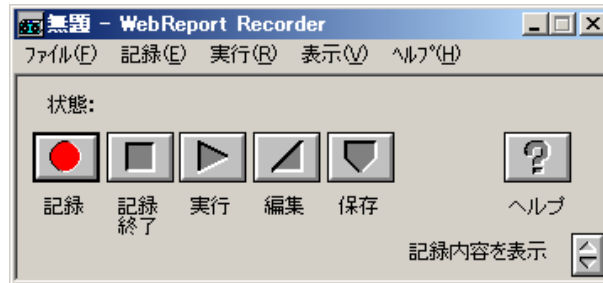 無題 - WebReport Recorder
ファイル(F) 記録(E) 実行(R) 表示(V) ヘルプ(H)
状態:
記録 記録終了 実行 編集 保存 ヘルプ
記録内容を表示